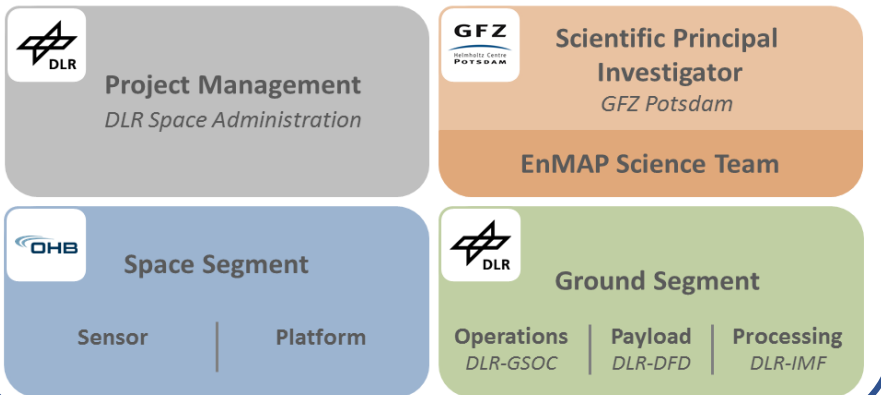 DLR
Project Management
DLR Space Administration
GFZ
Helmholtz Centre
POTSDAM
Scientific Principal
Investigator
GFZ Potsdam
EnMAP Science Team
OHB
Space Segment
Sensor
Platform
DLR
Ground Segment
Operations
DLR-GSOC
Payload
DLR-DFD
Processing
DLR-IMF